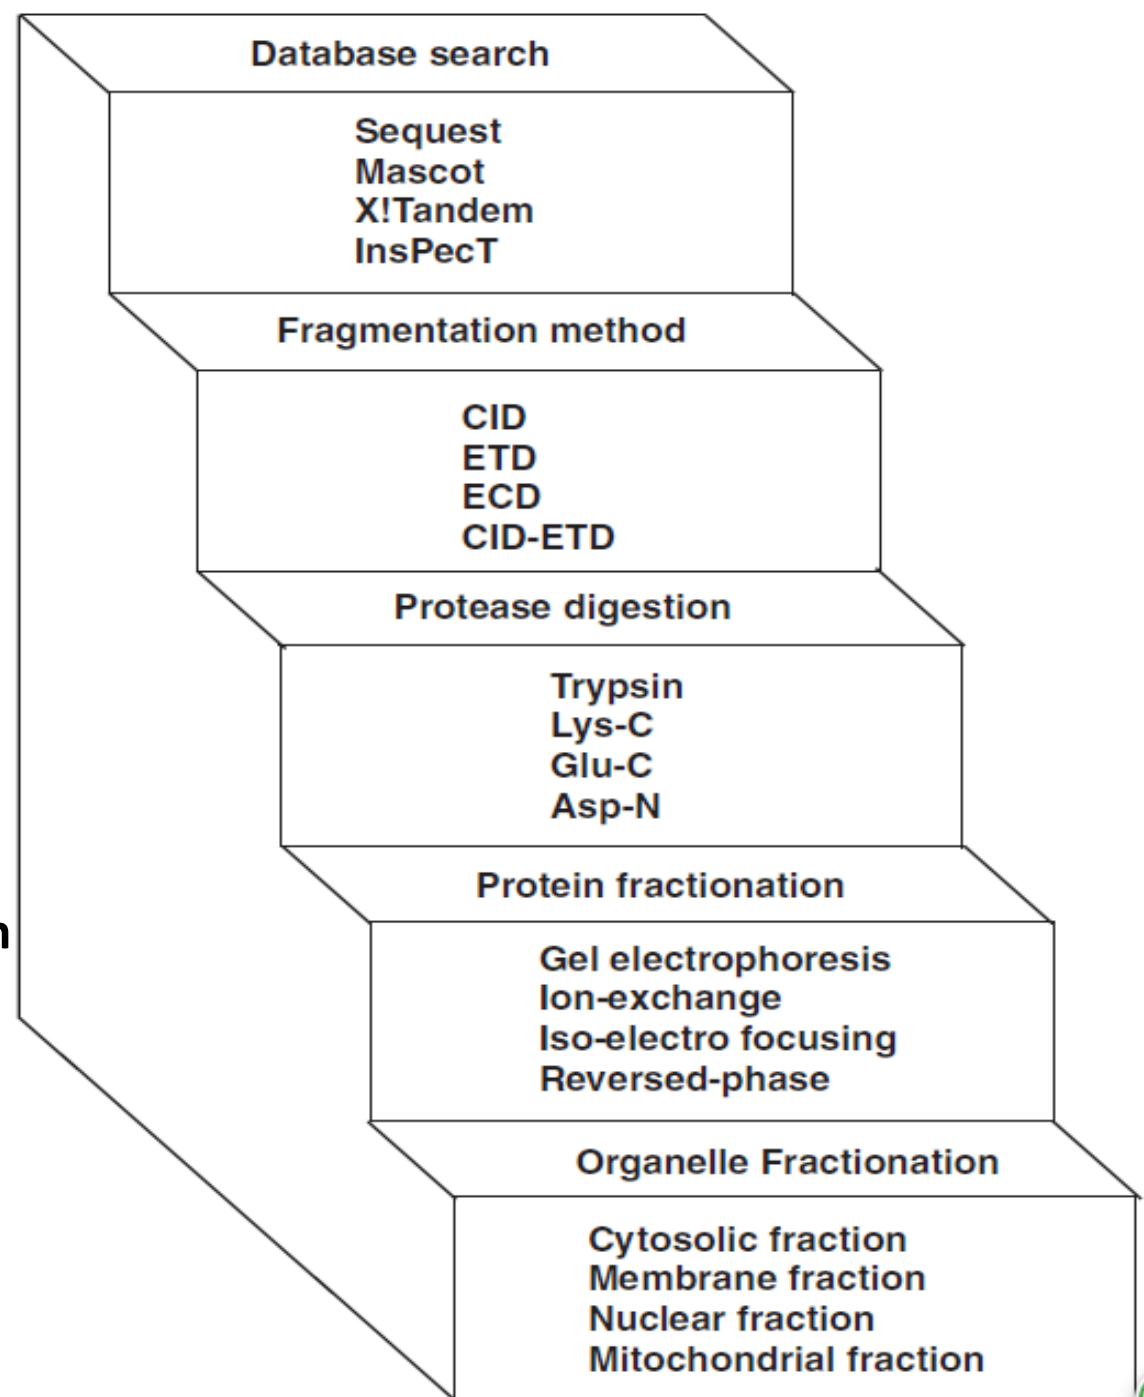 Database search
Sequest
Mascot
X!Tandem
InsPecT
Fragmentation method
CID
ETD
ECD
CID-ETD
Protease digestion
Trypsin
Lys-C
Glu-C
Asp-N
Protein fractionation
n
Gel electrophoresis
Ion-exchange
Iso-electro focusing
Reversed-phase
Organelle Fractionation
Cytosolic fraction
Membrane fraction
Nuclear fraction
Mitochondrial fraction